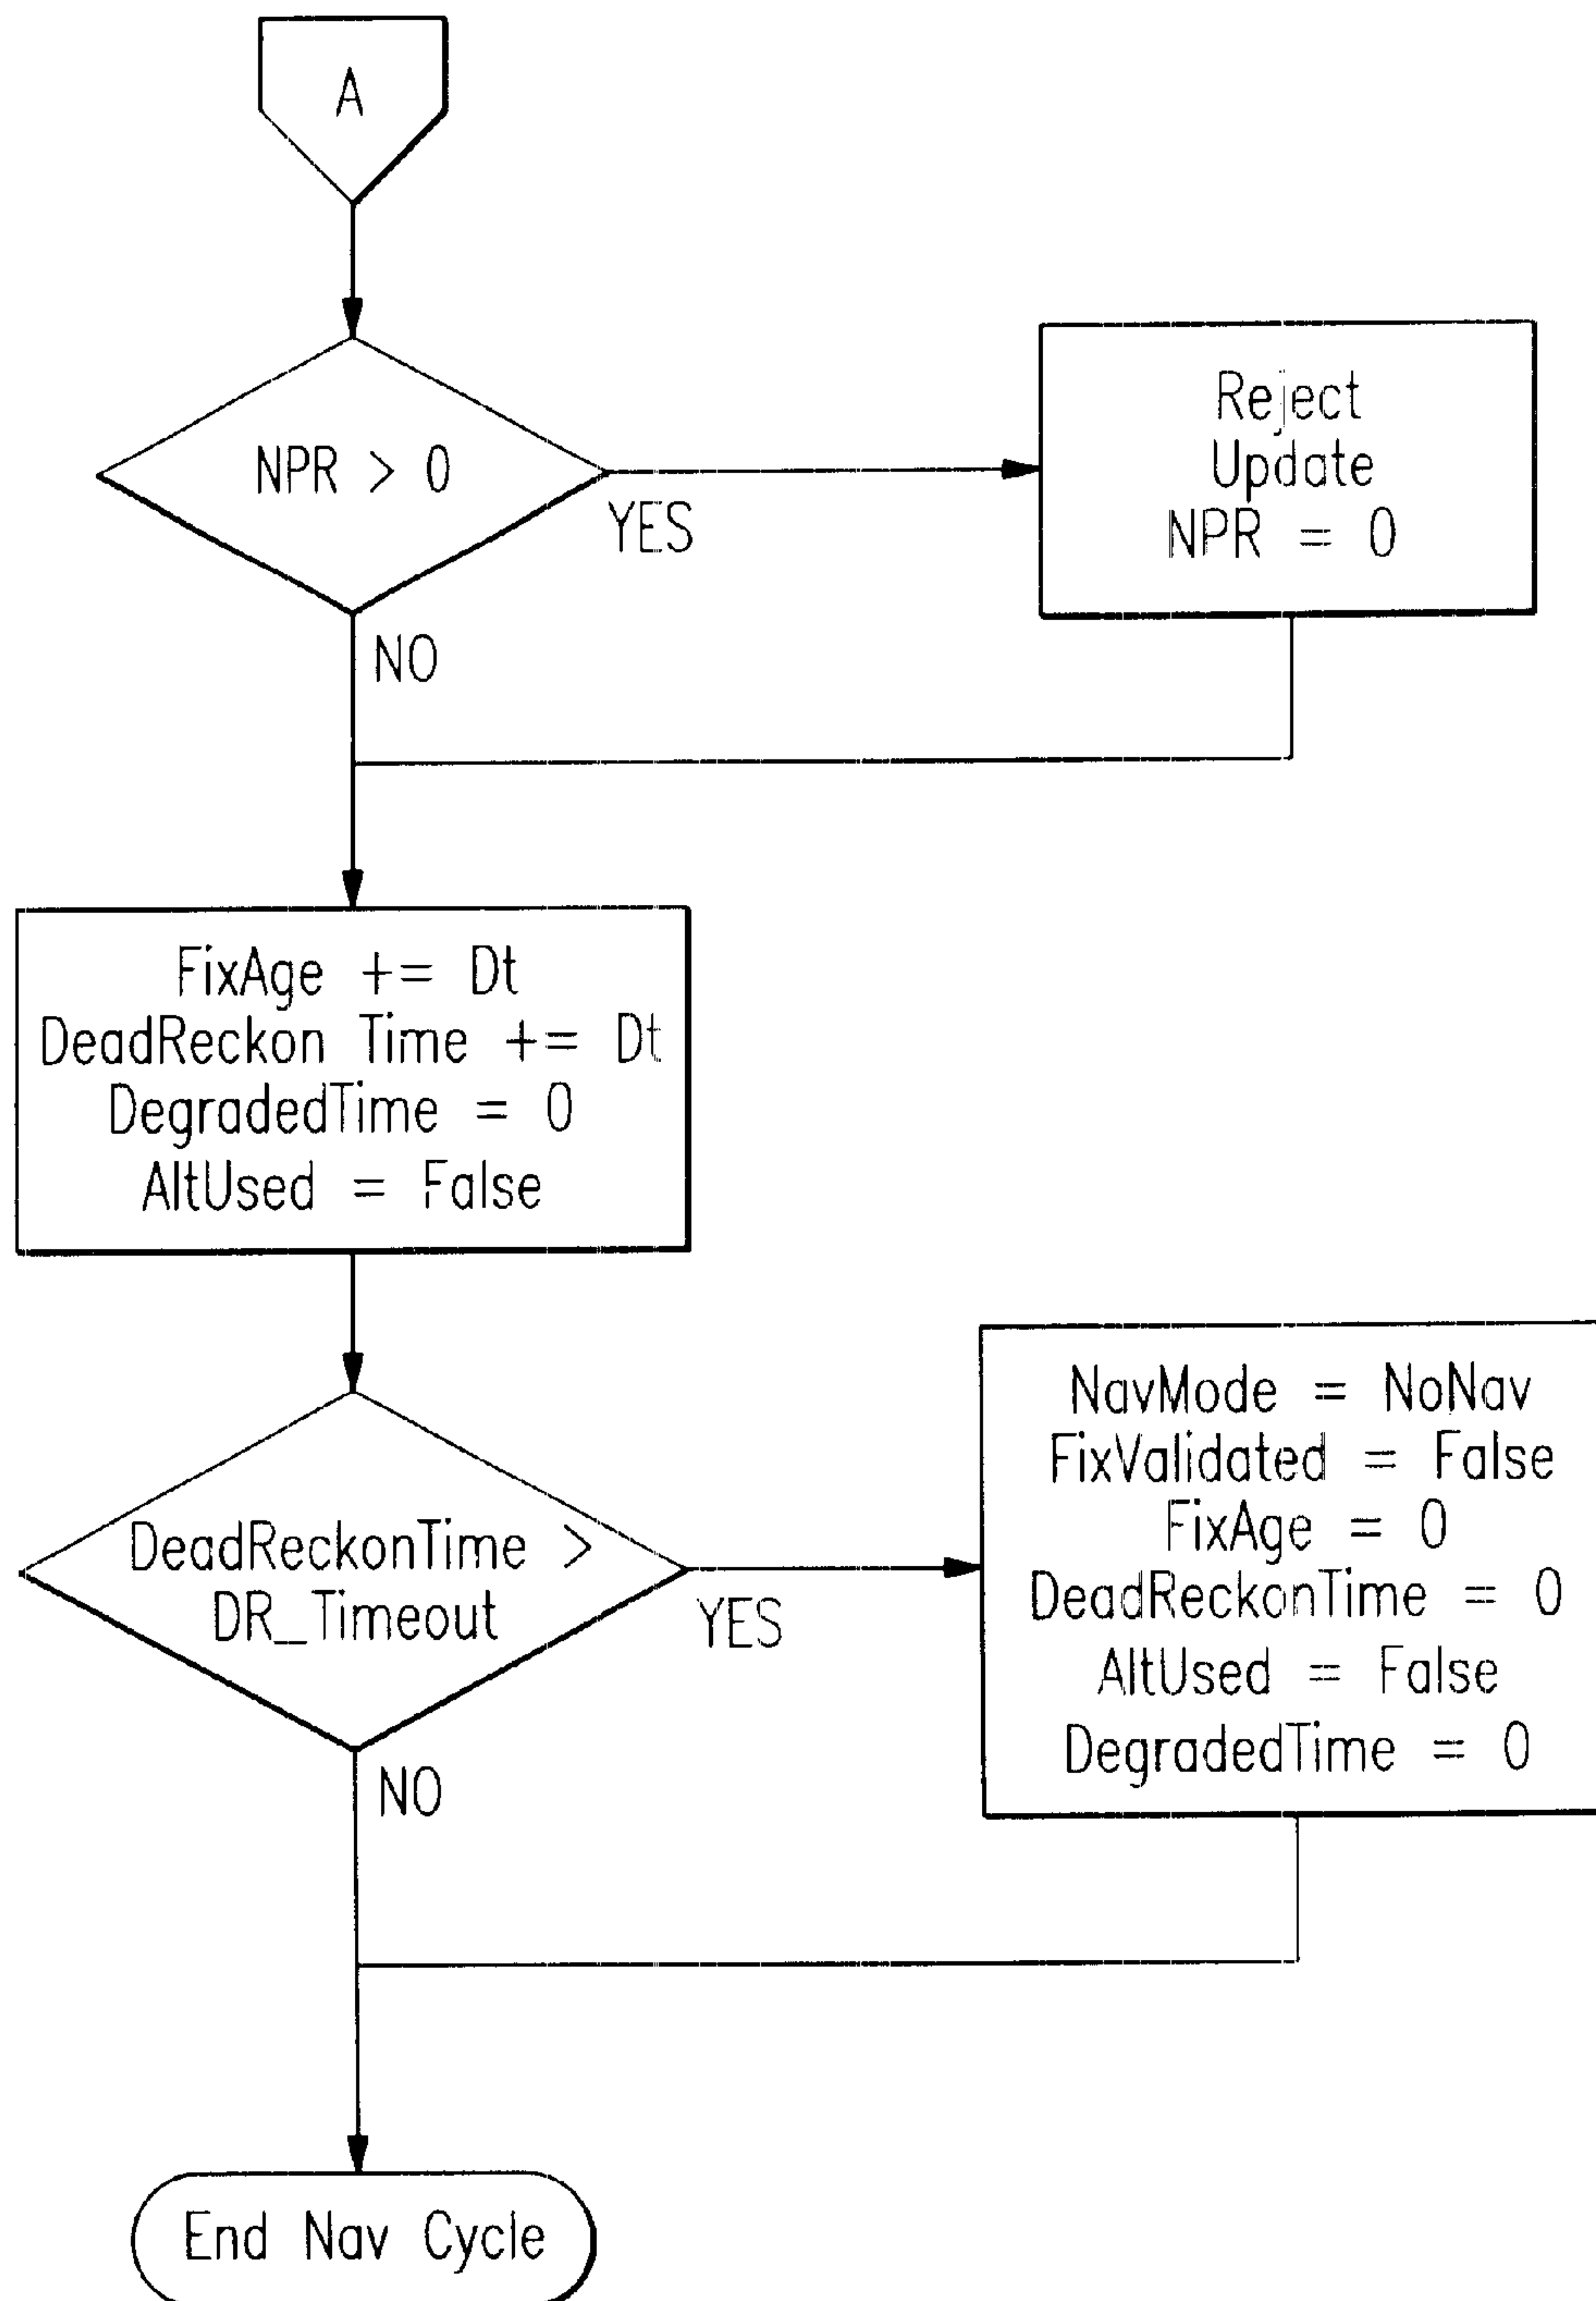 A
NPR > 0
YES
Reject
Update
NPR = 0
NO
FixAge += Dt
DeadReckon Time += Dt
DegradedTime = 0
AltUsed = False
DeadReckonTime >
DR_Timeout
YES
NavMode = NoNav
FixValidated = False
FixAge = 0
DeadReckonTime = 0
AltUsed = False
DegradedTime = 0
NO
End Nav Cycle